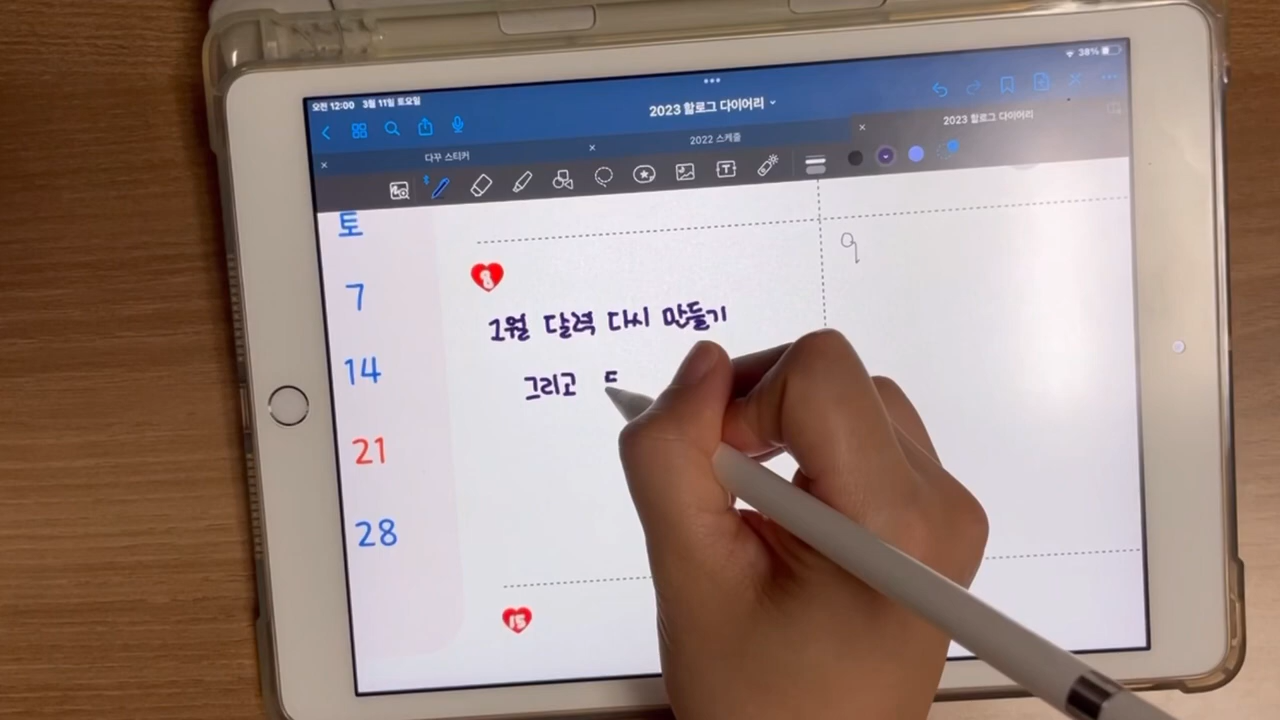 오전 12:00 3월 11일 토요일
38%
2023 할로그 다이어리
다꾸 스티커
2022 스케줄
2023 할로그 다이어리
토
7
14
21
28
8
9
1월 달력 다시 만들기
그리고
15